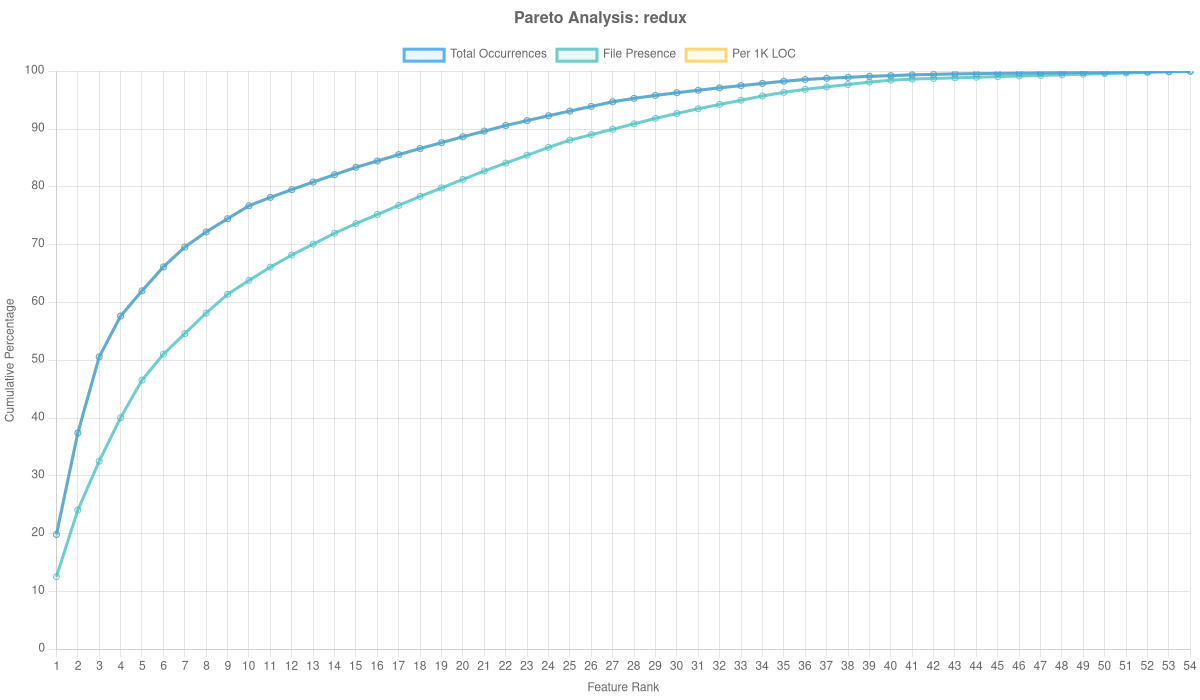 Pareto Analysis: redux
Total Occurrences File Presence Per 1K LOC
100
90
80
70
60
50
40
30
20
10
0
Cumulative Percentage
1 2 3 4 5 6 7 8 9 10 11 12 13 14 15 16 17 18 19 20 21 22 23 24 25 26 27 28 29 30 31 32 33 34 35 36 37 38 39 40 41 42 43 44 45 46 47 48 49 50 51 52 53 54
Feature Rank